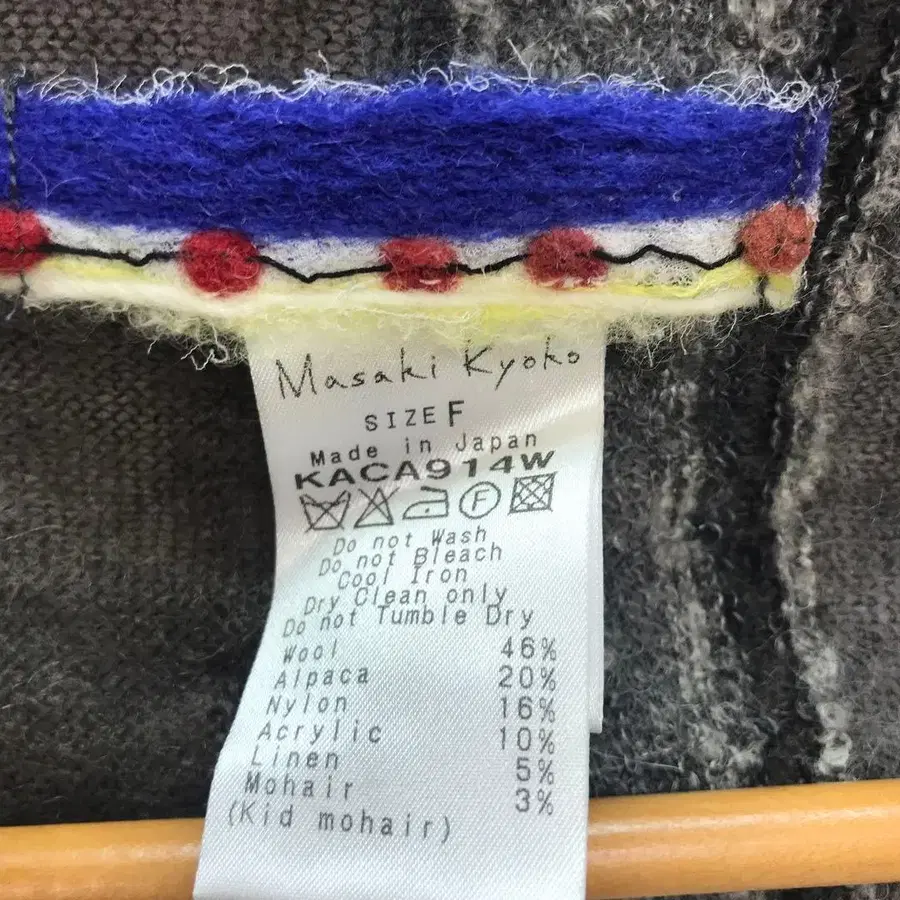 Masaki Kyoko
SIZE F
Made in Japan
KACA914W
F
Do not Wash
Do not Bleach
Cool Iron
Dry Clean only
Do not Tumble Dry
Wool 46%
Alpaca 20%
Nylon 16%
Acrylic 10%
Linen 5%
Mohair 3%
(Kid mohair)